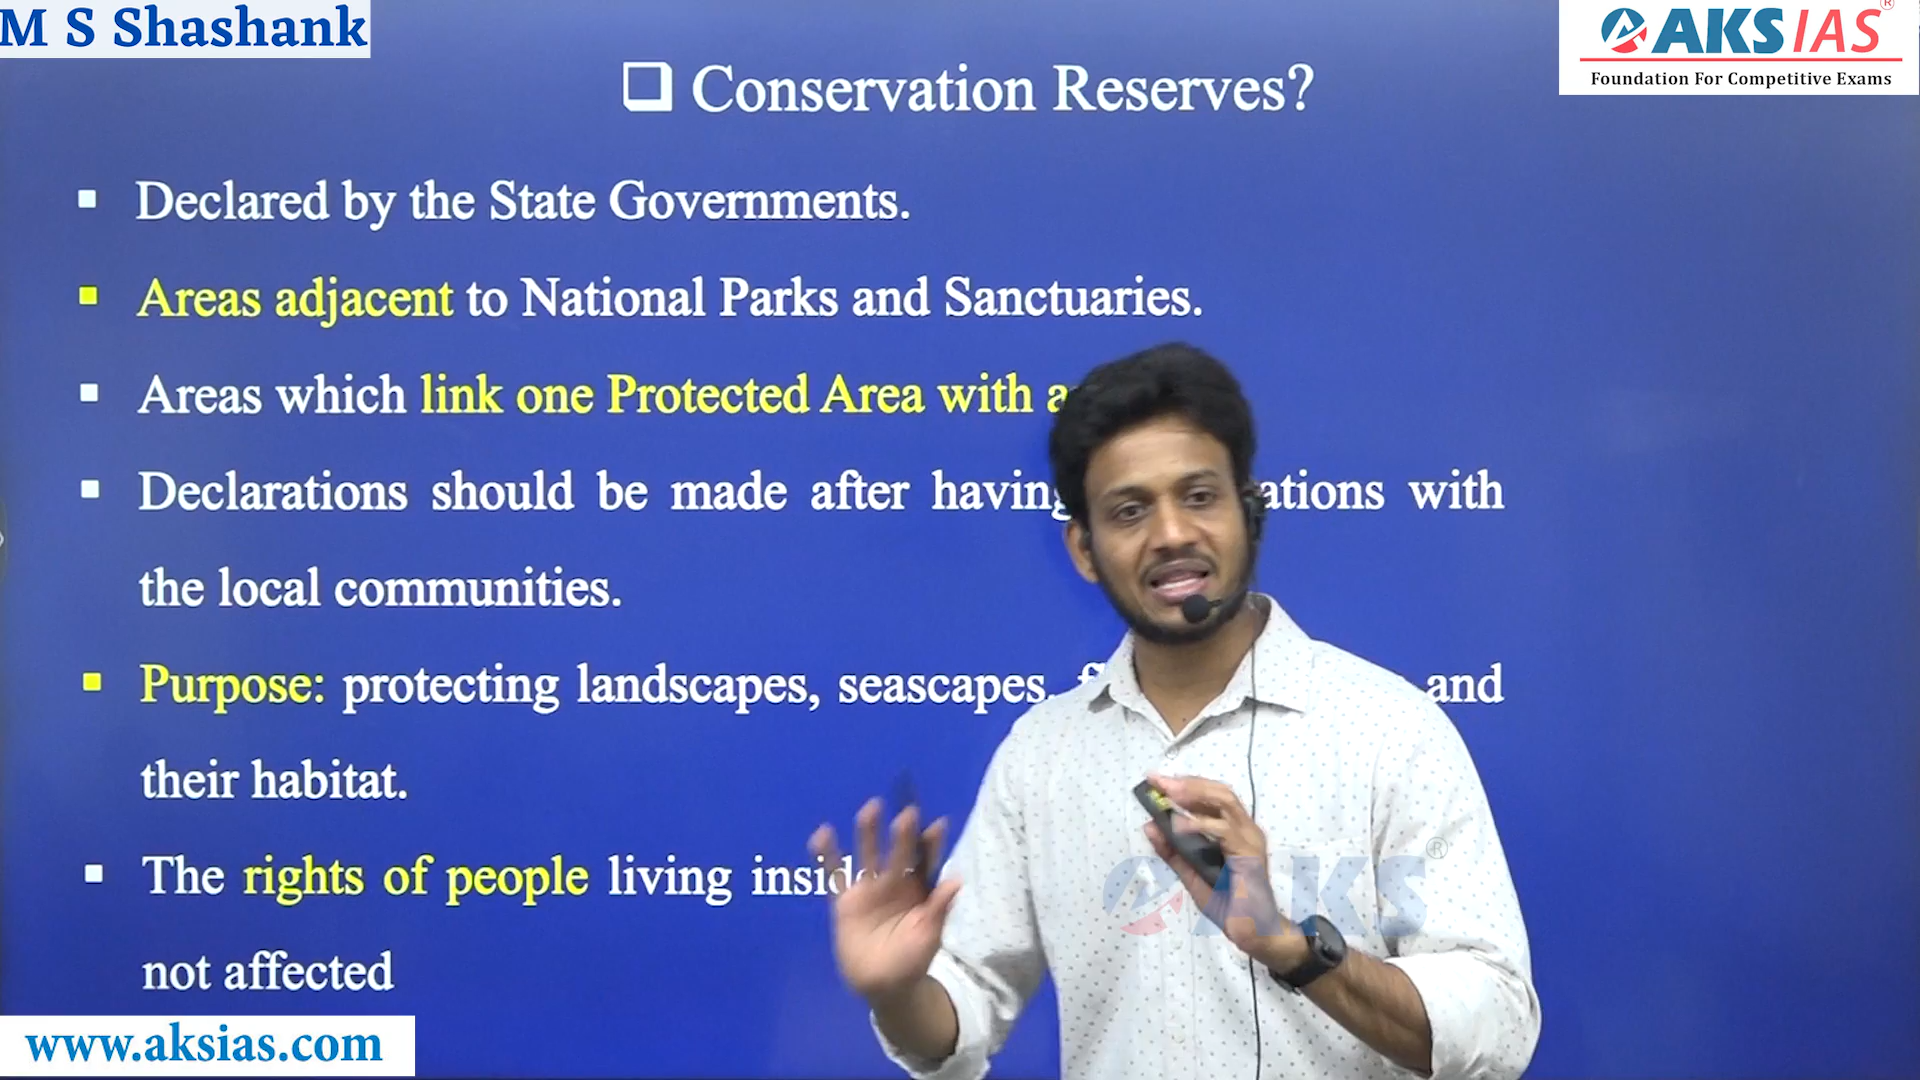 M S Shashank
AKS IAS ®
Foundation For Competitive Exams
❑ Conservation Reserves?
▪ Declared by the State Governments.
▪ Areas adjacent to National Parks and Sanctuaries.
▪ Areas which link one Protected Area with
▪ Declarations should be made after having with
the local communities.
▪ Purpose: protecting landscapes, seascapes, and
their habitat.
▪ The rights of people living inside
not affected
AKS ®
www.aksias.com